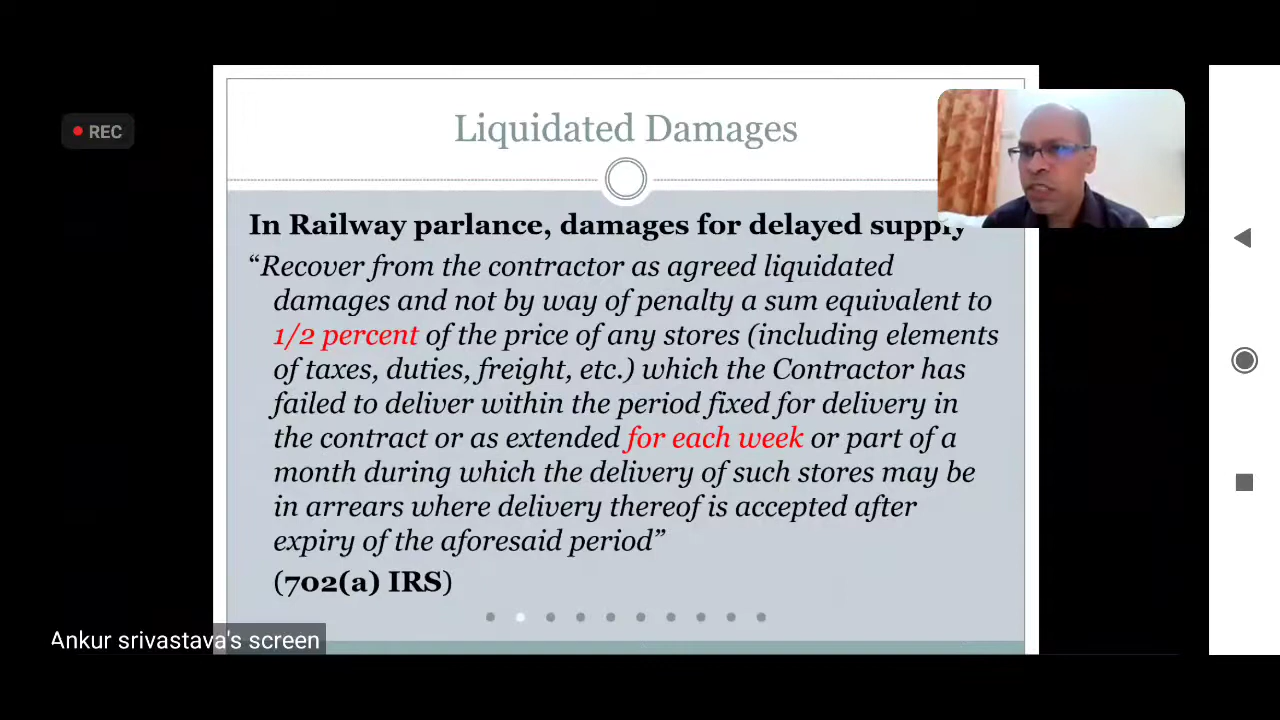 REC
Liquidated Damages
In Railway parlance, damages for delayed supply
“Recover from the contractor as agreed liquidated
damages and not by way of penalty a sum equivalent to
1/2 percent of the price of any stores (including elements
of taxes, duties, freight, etc.) which the Contractor has
failed to deliver within the period fixed for delivery in
the contract or as extended for each week or part of a
month during which the delivery of such stores may be
in arrears where delivery thereof is accepted after
expiry of the aforesaid period”
(702(a) IRS)
Ankur srivastava's screen